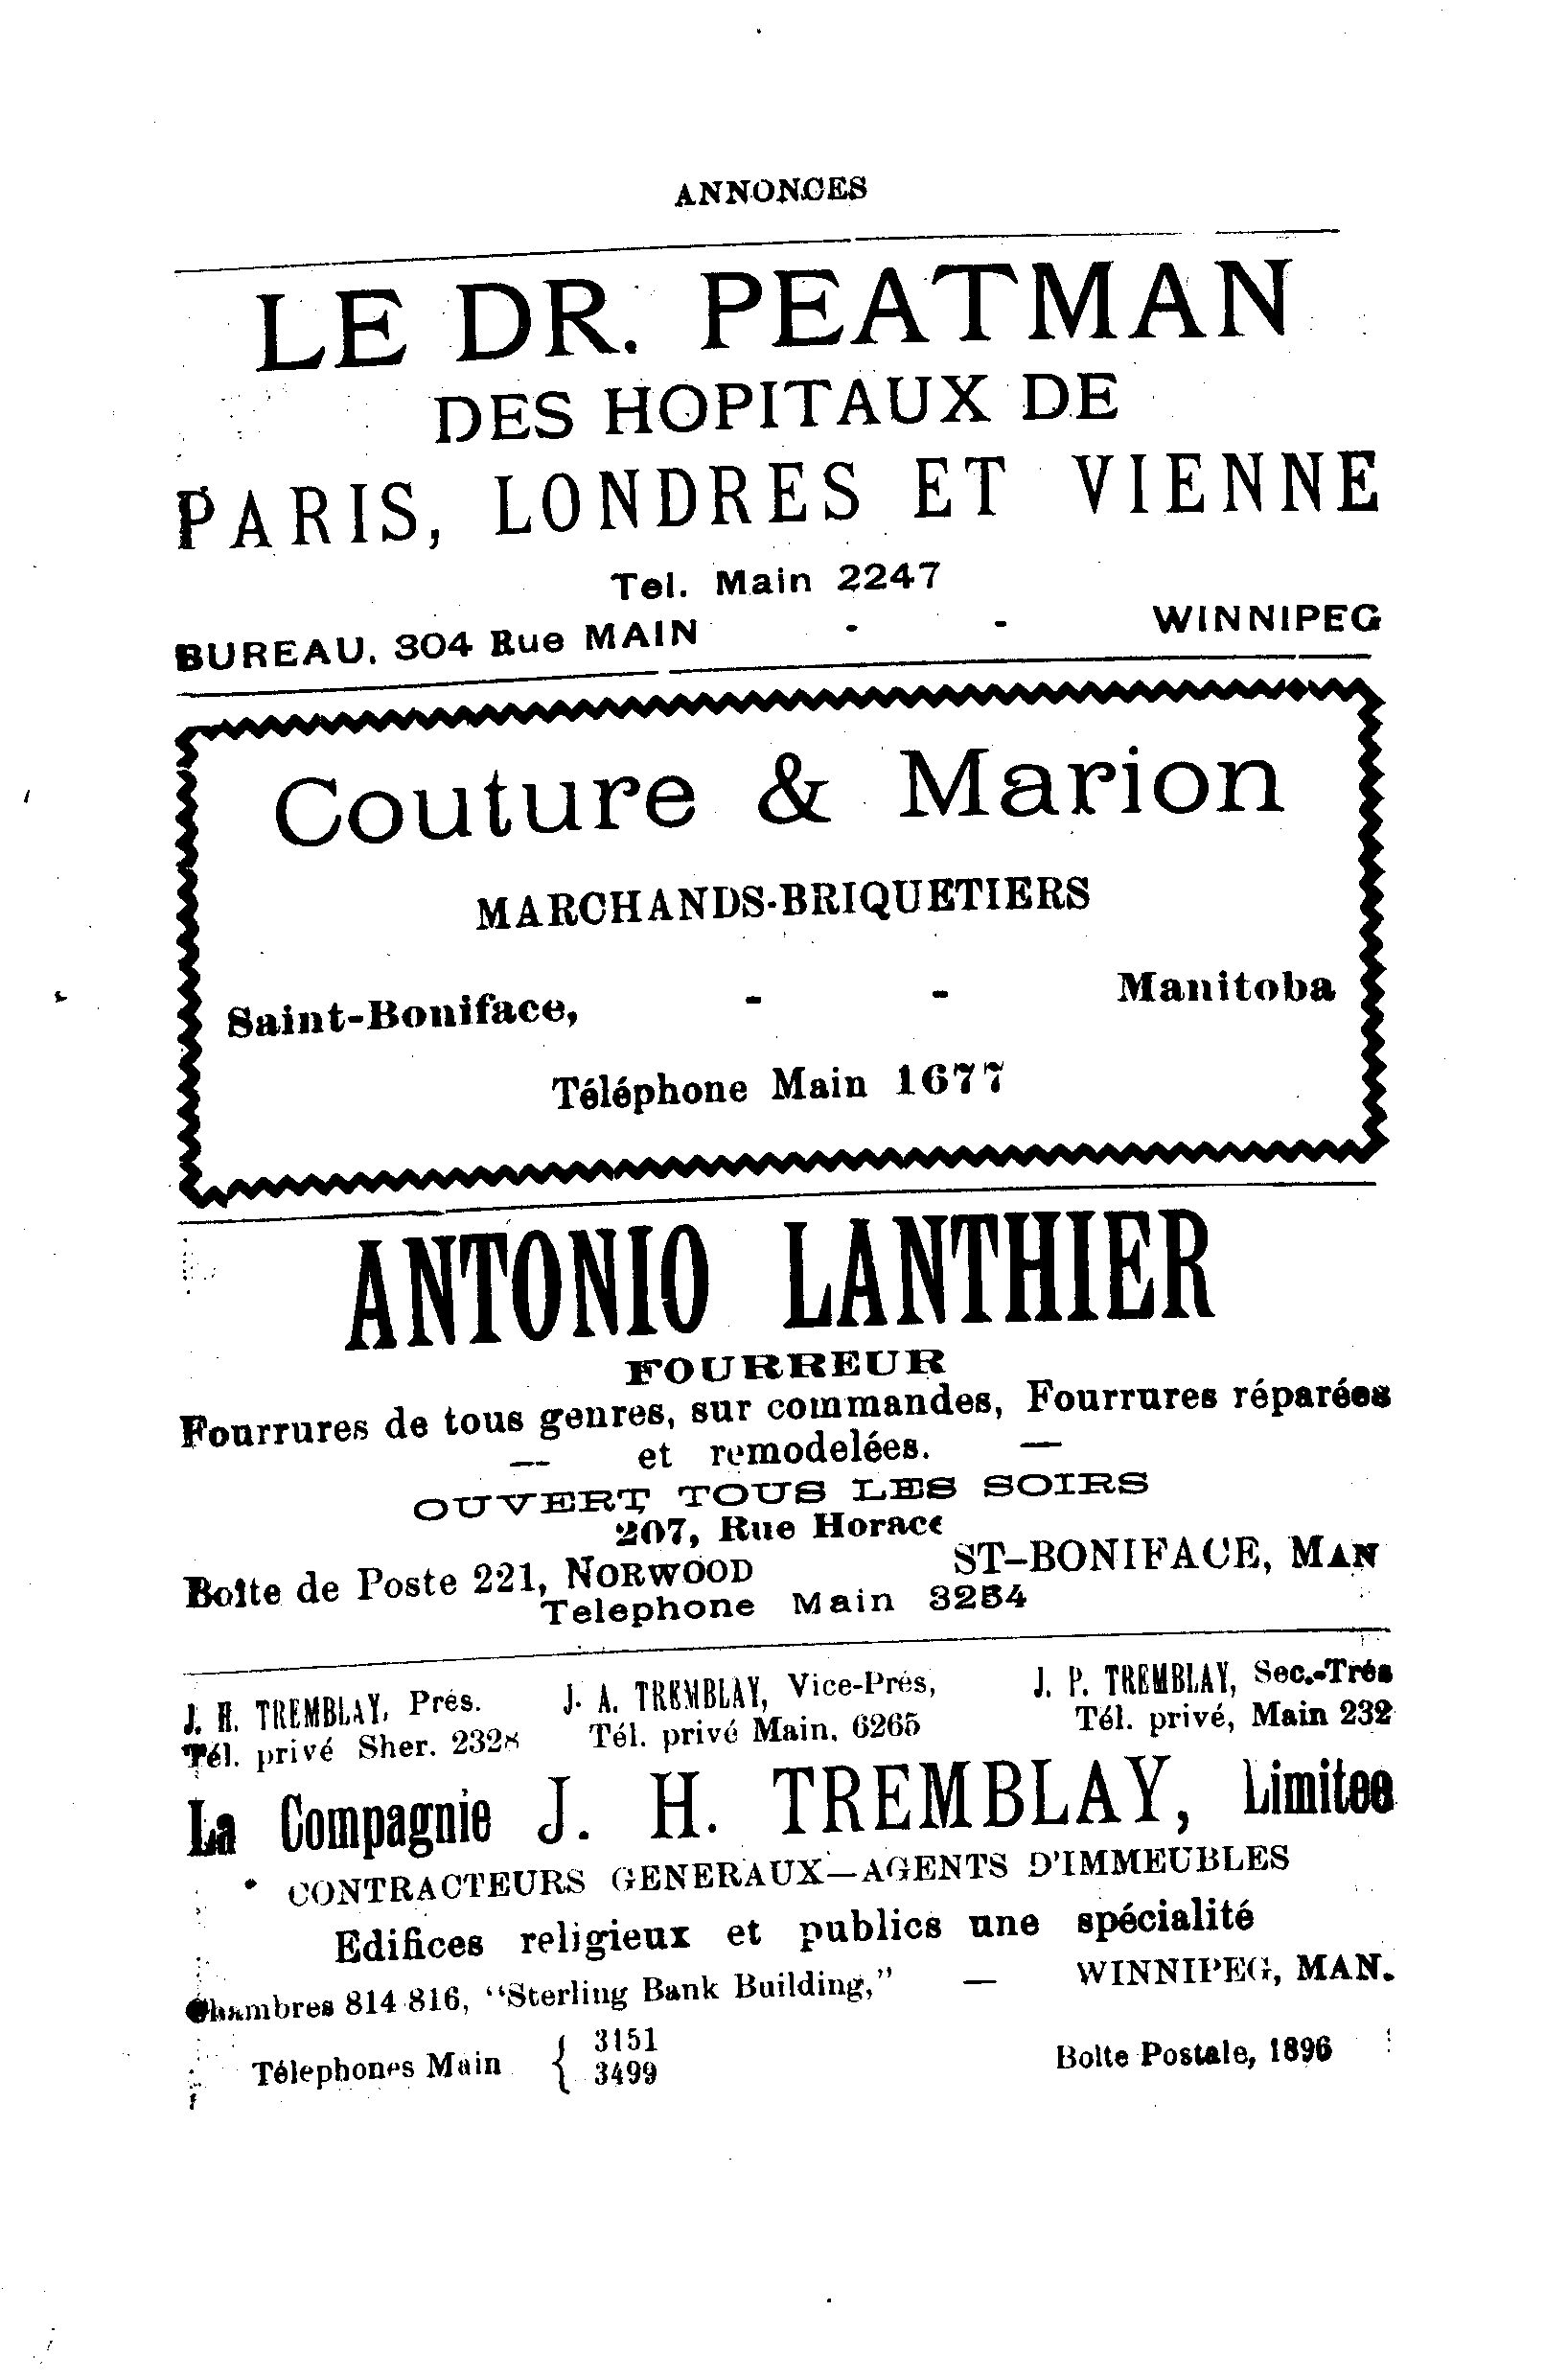 ANNONCES
LE DR. PEATMAN
DES HOPITAUX DE
PARIS, LONDRES ET VIENNE
Tel. Main 2247
BUREAU, 304 Rue MAIN - - WINNIPEG
Couture & Marion
MARCHANDS-BRIQUETIERS
Saint-Boniface, - - Manitoba
Téléphone Main 1677
ANTONIO LANTHIER
FOURREUR
Fourrures de tous genres, sur commandes, Fourrures réparées
— et remodelées. —
OUVERT TOUS LES SOIRS
207, Rue Horace
Boîte de Poste 221, NORWOOD ST-BONIFACE, MAN
Telephone Main
J. H. TREMBLAY, Prés. J. A. TREMBLAY, Vice-Prés, J. P. TREMBLAY, Sec.-Trés
Tél. privé Sher. 2328 Tél. privé Main, 6265 Tél. privé, Main 232
La Compagnie J. H. TREMBLAY, Limitee
CONTRACTEURS GENERAUX—AGENTS D'IMMEUBLES
Edifices religieux et publics une spécialité
Chambres 814-816, "Sterling Bank Building," — WINNIPEG, MAN.
Télephones Main { 3151
3499
Boîte Postale, 1896